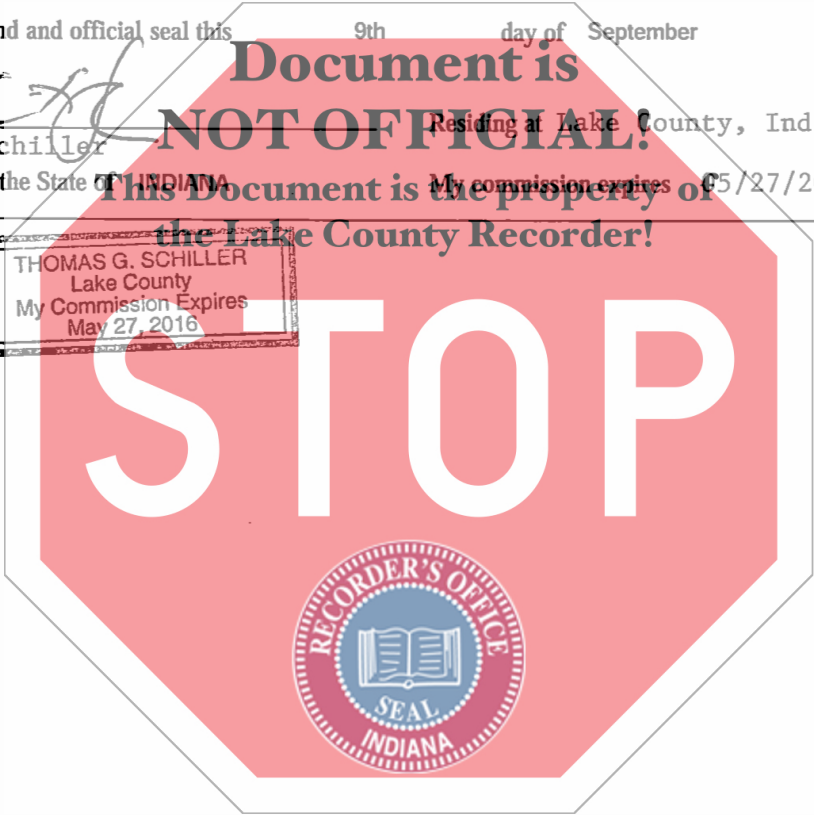 d and official seal this 9th day of September
Document is
NOT OFFICIAL!
Residing at Lake County, Ind
chiller
the State of INDIANA My commission expires 05/27/2
This Document is the property of
the Lake County Recorder!
THOMAS G. SCHILLER
Lake County
My Commission Expires
May 27, 2016
STOP
RECORDER'S OFFICE
SEAL
INDIANA